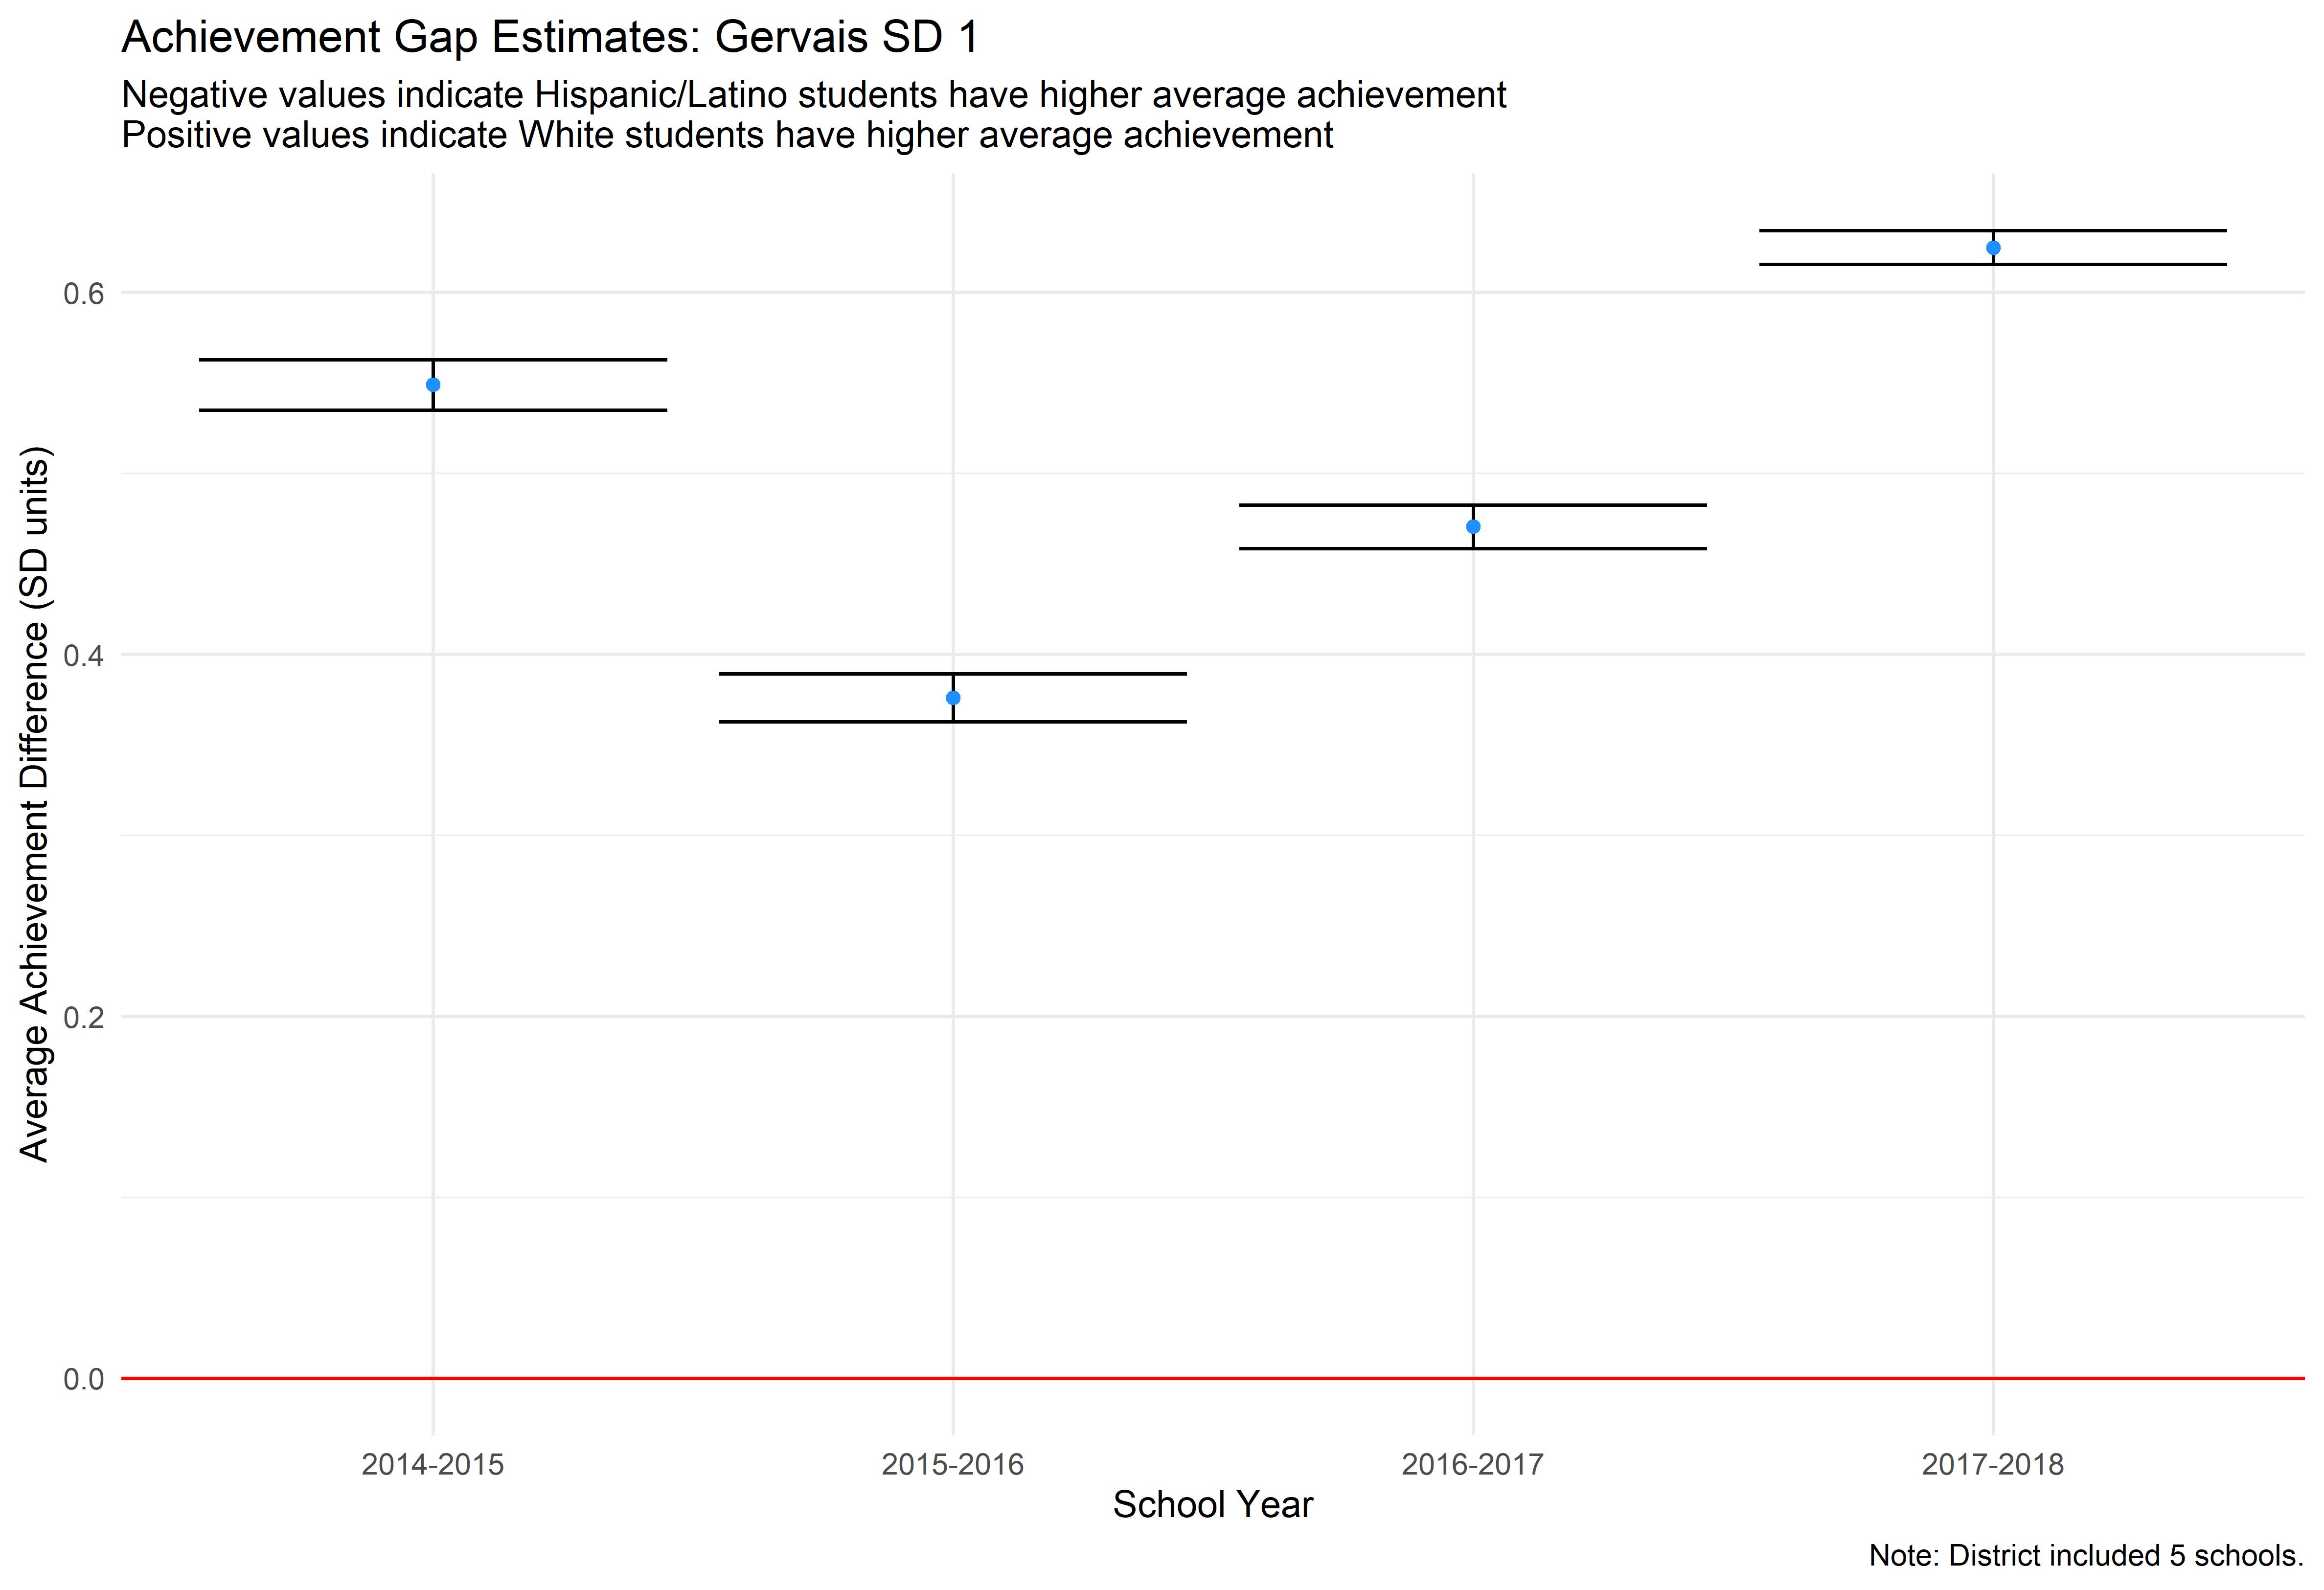 Achievement Gap Estimates: Gervais SD 1
Negative values indicate Hispanic/Latino students have higher average achievement
Positive values indicate White students have higher average achievement
Average Achievement Difference (SD units)
0.6
0.4
0.2
0.0
2014-2015
2015-2016
2016-2017
2017-2018
School Year
Note: District included 5 schools.